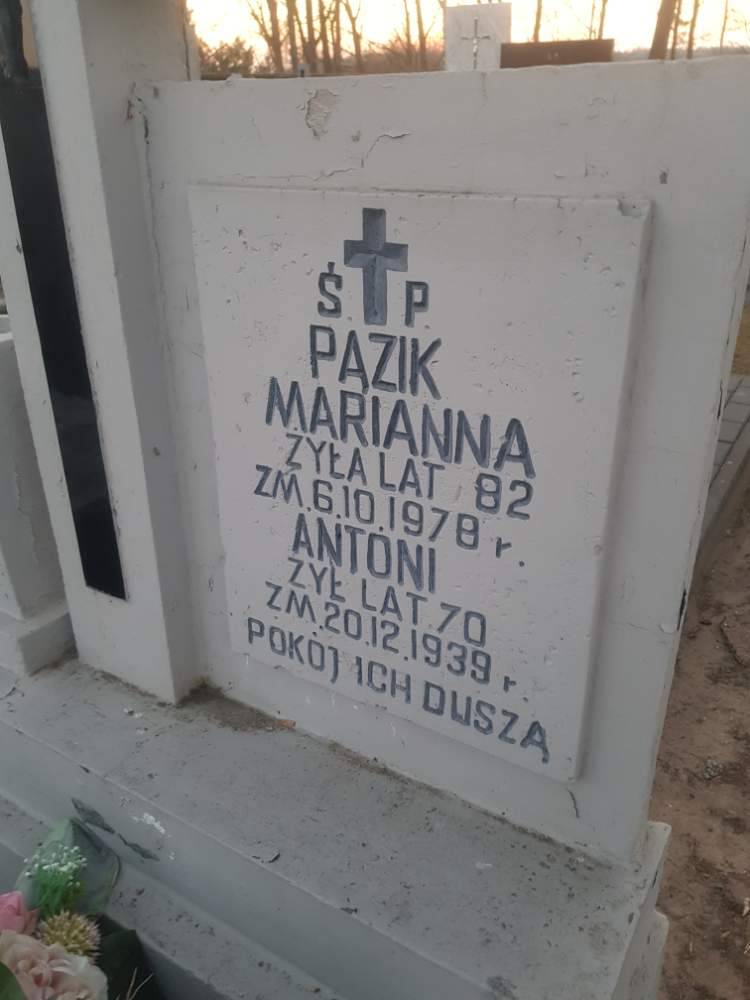 Ś.P.
PĄZIK
MARIANNA
ŻYŁA LAT 82
ZM.6.10.1978 r.
ANTONI
ŻYŁ LAT 70
ZM.20.12.1939 r.
POKÓJ ICH DUSZĄ